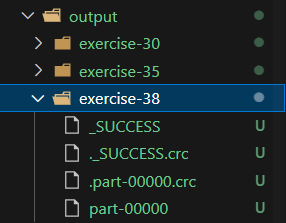 output
exercise-30
exercise-35
exercise-38
_SUCCESS U
._SUCCESS.crc U
.part-00000.crc U
part-00000 U